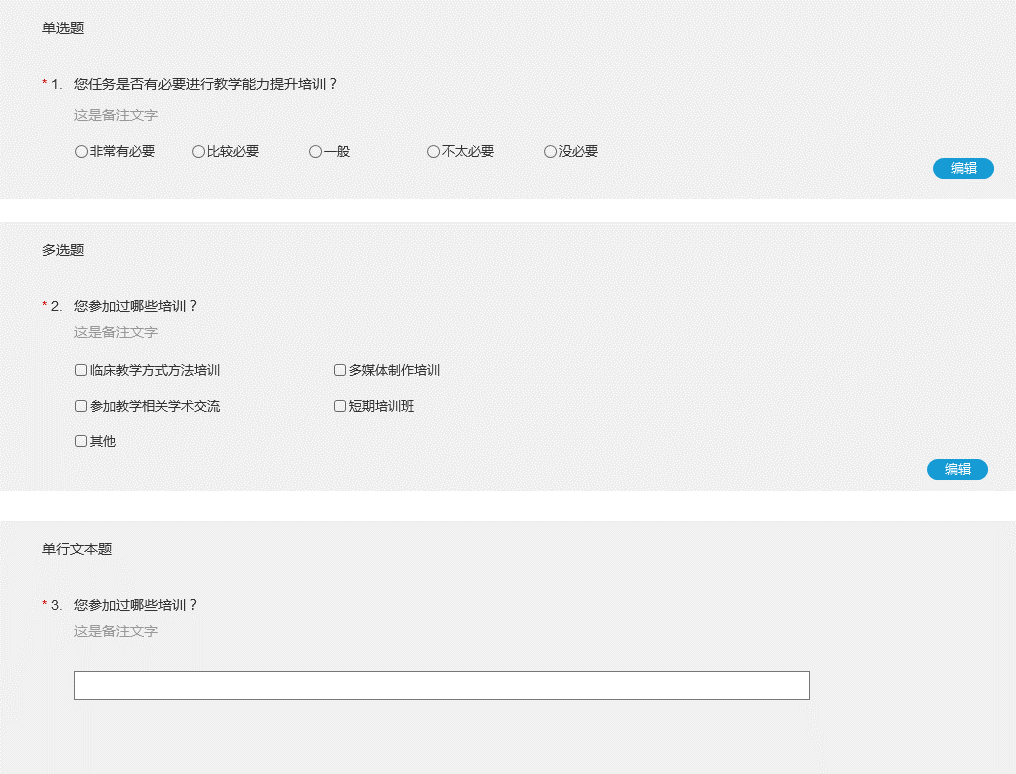 单选题
* 1. 您任务是否有必要进行教学能力提升培训？
这是备注文字
非常有必要 比较必要 一般 不太必要 没必要
编辑
多选题
* 2. 您参加过哪些培训？
这是备注文字
临床教学方式方法培训 多媒体制作培训
参加教学相关学术交流 短期培训班
其他
编辑
单行文本题
* 3. 您参加过哪些培训？
这是备注文字